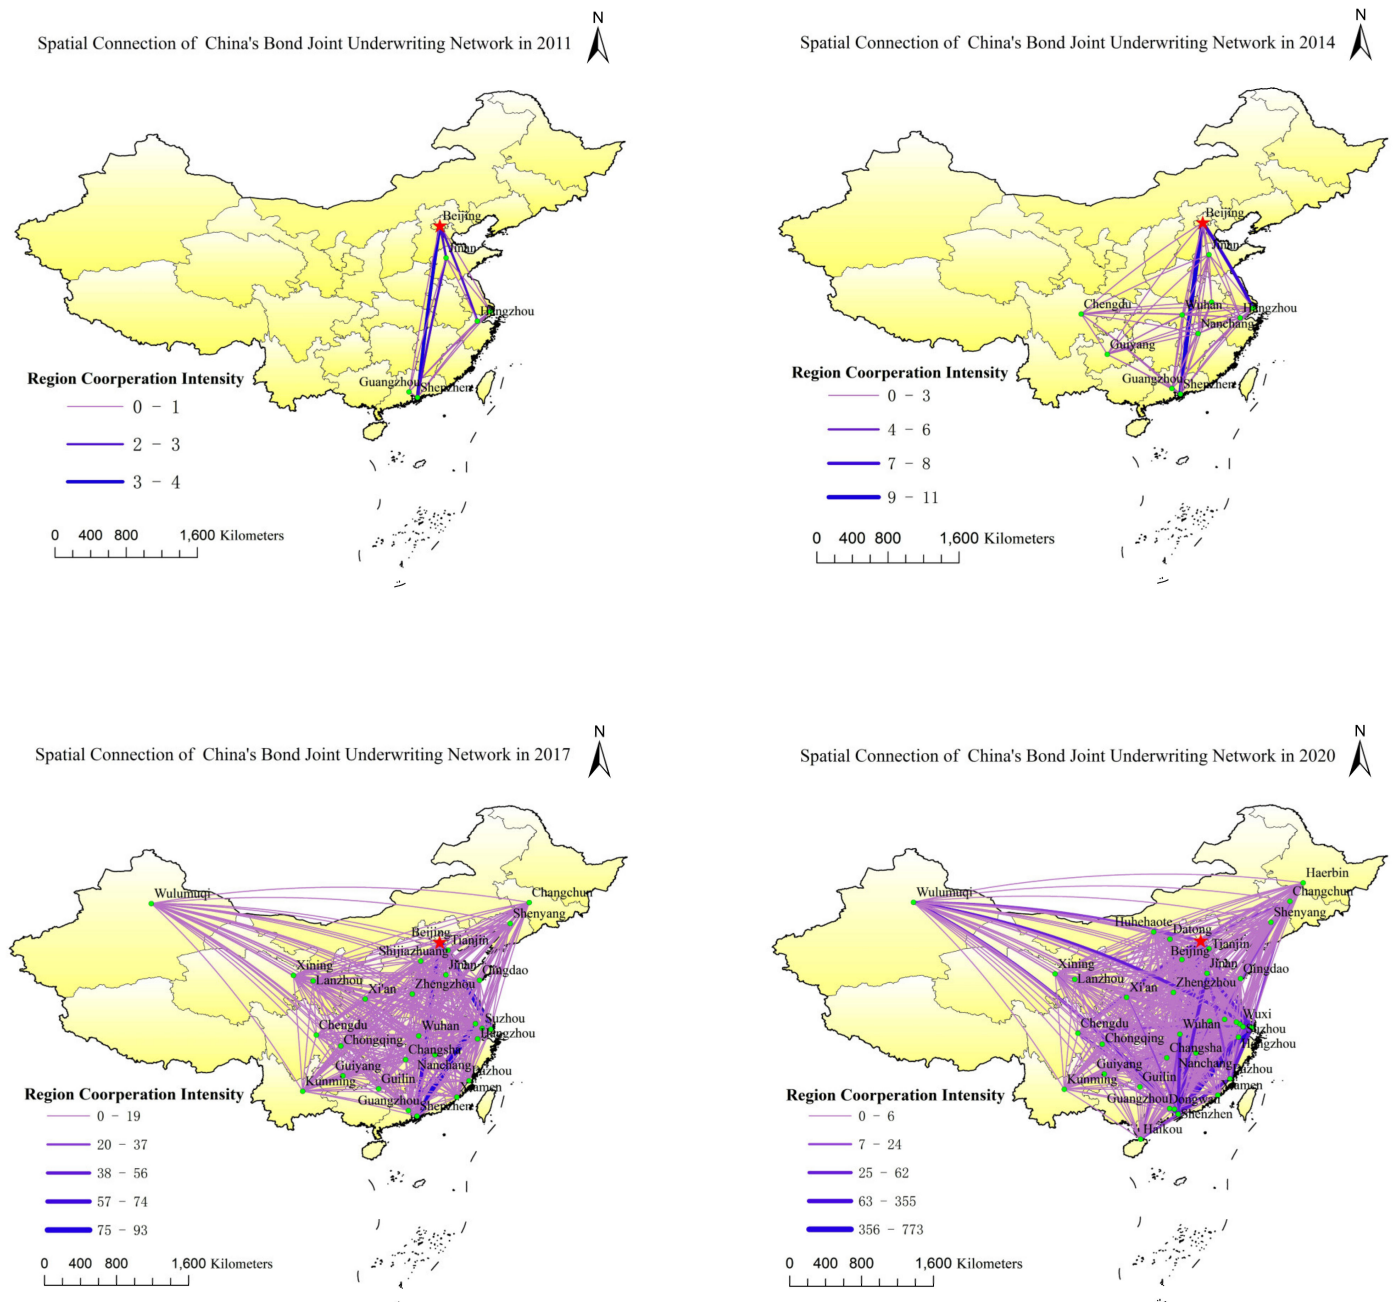 N
Spatial Connection of China's Bond Joint Underwriting Network in 2011
Beijing
Jinan
Hangzhou
Guangzhou
Shenzhen
Region Coorperation Intensity
0 - 1
2 - 3
3 - 4
0 400 800 1,600 Kilometers
N
Spatial Connection of China's Bond Joint Underwriting Network in 2014
Beijing
Jinan
Chengdu
Wuhan
Hangzhou
Nanchang
Guiyang
Guangzhou
Shenzhen
Region Coorperation Intensity
0 - 3
4 - 6
7 - 8
9 - 11
0 400 800 1,600 Kilometers
N
Spatial Connection of China's Bond Joint Underwriting Network in 2017
Wulumuqi
Changchun
Shenyang
Beijing
Tianjin
Shijiazhuang
Jinan
Xining
Qingdao
Lanzhou
Zhengzhou
Xi'an
Suzhou
Chengdu
Wuhan
Hangzhou
Chongqing
Changsha
Guiyang
Nanchang
Kunming
Guilin
Xiamen
Guangzhou
Shenzhen
Region Coorperation Intensity
0 - 19
20 - 37
38 - 56
57 - 74
75 - 93
0 400 800 1,600 Kilometers
N
Spatial Connection of China's Bond Joint Underwriting Network in 2020
Haerbin
Wulumuqi
Changchun
Shenyang
Huhehaote
Datong
Beijing
Tianjin
Xining
Jinan
Qingdao
Lanzhou
Zhengzhou
Xi'an
Wuxi
Chengdu
Wuhan
Suzhou
Chongqing
Hangzhou
Changsha
Guiyang
Nanchang
Kunming
Guilin
Xiamen
Guangzhou
Dongwan
Shenzhen
Haikou
Region Coorperation Intensity
0 - 6
7 - 24
25 - 62
63 - 355
356 - 773
0 400 800 1,600 Kilometers